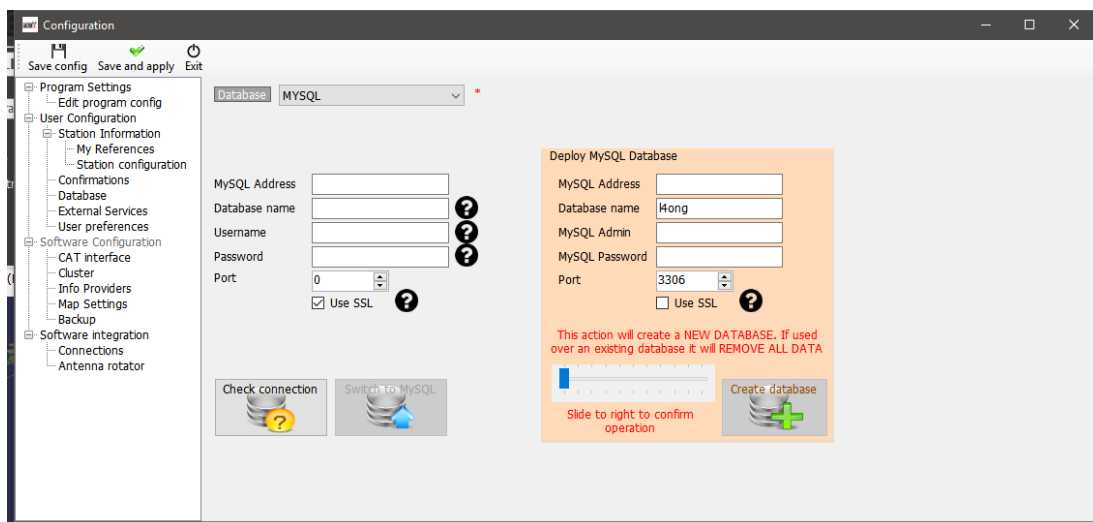 Configuration
Save config Save and apply Exit
Program Settings
Edit program config
User Configuration
Station Information
My References
Station configuration
Confirmations
Database
External Services
User preferences
Software Configuration
CAT interface
Cluster
Info Providers
Map Settings
Backup
Software integration
Connections
Antenna rotator
Database MYSQL *
MySQL Address
Database name ?
Username ?
Password ?
Port 0
Use SSL ?
Check connection
?
Switch to MySQL
Deploy MySQL Database
MySQL Address
Database name l4ong
MySQL Admin
MySQL Password
Port 3306
Use SSL ?
This action will create a NEW DATABASE. If used
over an existing database it will REMOVE ALL DATA
Slide to right to confirm
operation
Create database